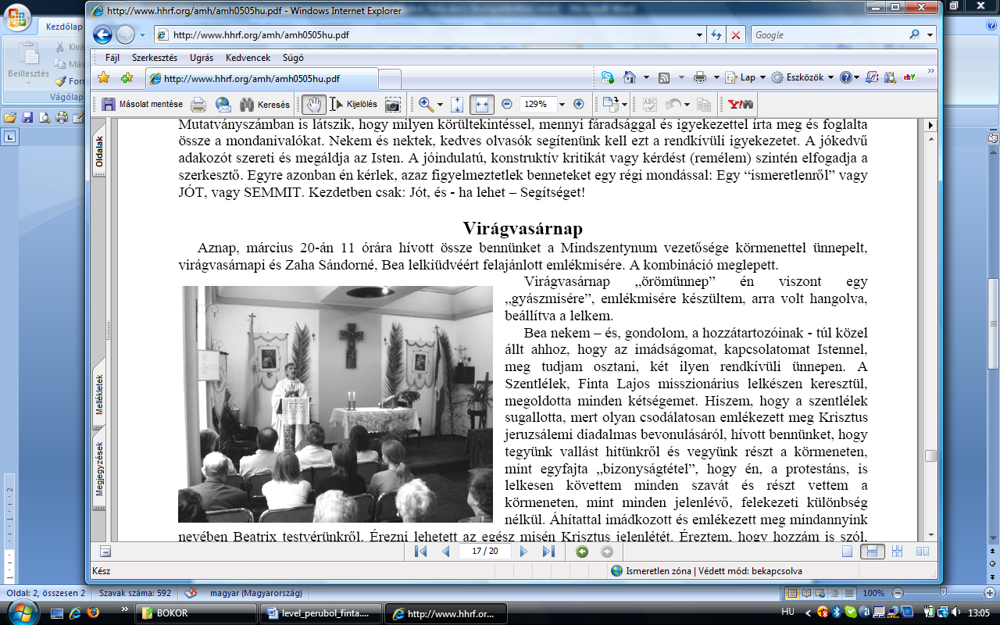 http://www.hhrf.org/amh/amh0505hu.pdf - Windows Internet Explorer
http://www.hhrf.org/amh/amh0505hu.pdf
Google
Kezdőlap
Beillesztés
Vágólap
Fájl Szerkesztés Ugrás Kedvencek Súgó
http://www.hhrf.org/amh/amh0505hu.pdf
Lap
Eszközök
Másolat mentése
Keresés
Kijelölés
129%
Oldalak
Mellékletek
Megjegyzések
Mutatványszámban is látszik, hogy milyen körültekintéssel, mennyi fáradsággal és igyekezettel írta meg és foglalta
össze a mondanivalókat. Nekem és nektek, kedves olvasók segítenünk kell ezt a rendkívüli igyekezetet. A jókedvű
adakozót szereti és megáldja az Isten. A jóindulatú, konstruktív kritikát vagy kérdést (remélem) szintén elfogadja a
szerkesztő. Egyre azonban én kérlek, azaz figyelmeztetlek benneteket egy régi mondással: Egy “ismeretlenről” vagy
JÓT, vagy SEMMIT. Kezdetben csak: Jót, és - ha lehet – Segítséget!
Virágvasárnap
Aznap, március 20-án 11 órára hívott össze bennünket a Mindszentynum vezetősége körmenettel ünnepelt,
virágvasárnapi és Zaha Sándorné, Bea lelkiüdvéért felajánlott emlékmisére. A kombináció meglepett.
Virágvasárnap „örömünnep” én viszont egy
„gyászmisére”, emlékmisére készültem, arra volt hangolva,
beállítva a lelkem.
Bea nekem – és, gondolom, a hozzátartozóinak - túl közel
állt ahhoz, hogy az imádságomat, kapcsolatomat Istennel,
meg tudjam osztani, két ilyen rendkívüli ünnepen. A
Szentlélek, Finta Lajos misszionárius lelkészen keresztül,
megoldotta minden kétségemet. Hiszem, hogy a szentlélek
sugallotta, mert olyan csodálatosan emlékezett meg Krisztus
jeruzsálemi diadalmas bevonulásáról, hívott bennünket, hogy
tegyünk vallást hitünkről és vegyünk részt a körmeneten,
mint egyfajta „bizonyságtétel”, hogy én, a protestáns, is
lelkesen követtem minden szavát és részt vettem a
körmeneten, mint minden jelenlévő, felekezeti különbség
nélkül. Áhítattal imádkozott és emlékezett meg mindannyink
nevében Beatrix testvérünkről. Érezni lehetett az egész misén Krisztus jelenlétét. Éreztem, hogy hozzám is szól,
17 / 20
Kész
Ismeretlen zóna | Védett mód: bekapcsolva
Oldal: 2, összesen 2 Szavak száma: 592 magyar (Magyarország) 100%
BOKOR
level_perubol_finta....
http://www.hhrf.or...
HU
13:05